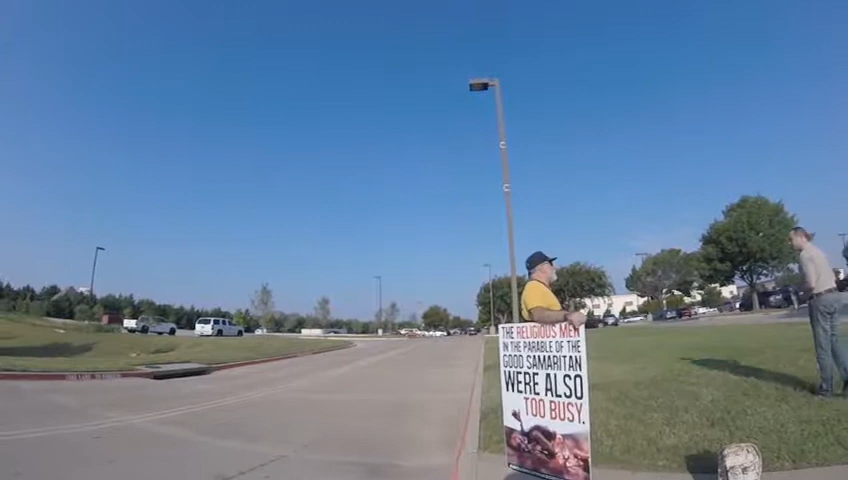 THE RELIGIOUS MEN
IN THE PARABLE OF THE
GOOD SAMARITAN
WERE ALSO
TOO BUSY.